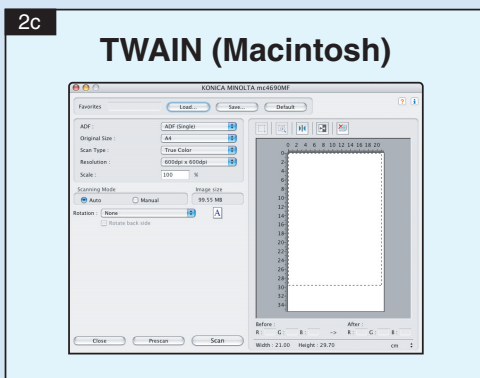 2c
TWAIN (Macintosh)
KONICA MINOLTA mc4690MF
Favorites
Load...
Save...
Default
? i
ADF :
ADF (Single)
Original Size :
A4
Scan Type :
True Color
Resolution :
600dpi x 600dpi
Scale :
100 %
Scanning Mode
Auto
Manual
Image size
99.55 MB
Rotation :
None
A
Rotate back side
Close
Prescan
Scan
0 2 4 6 8 10 12 14 16 18 20
0
2
4
6
8
10
12
14
16
18
20
22
24
26
28
30
32
34
Before : After :
R : G : B : -> R : G : B :
Width : 21.00 Height : 29.70 cm